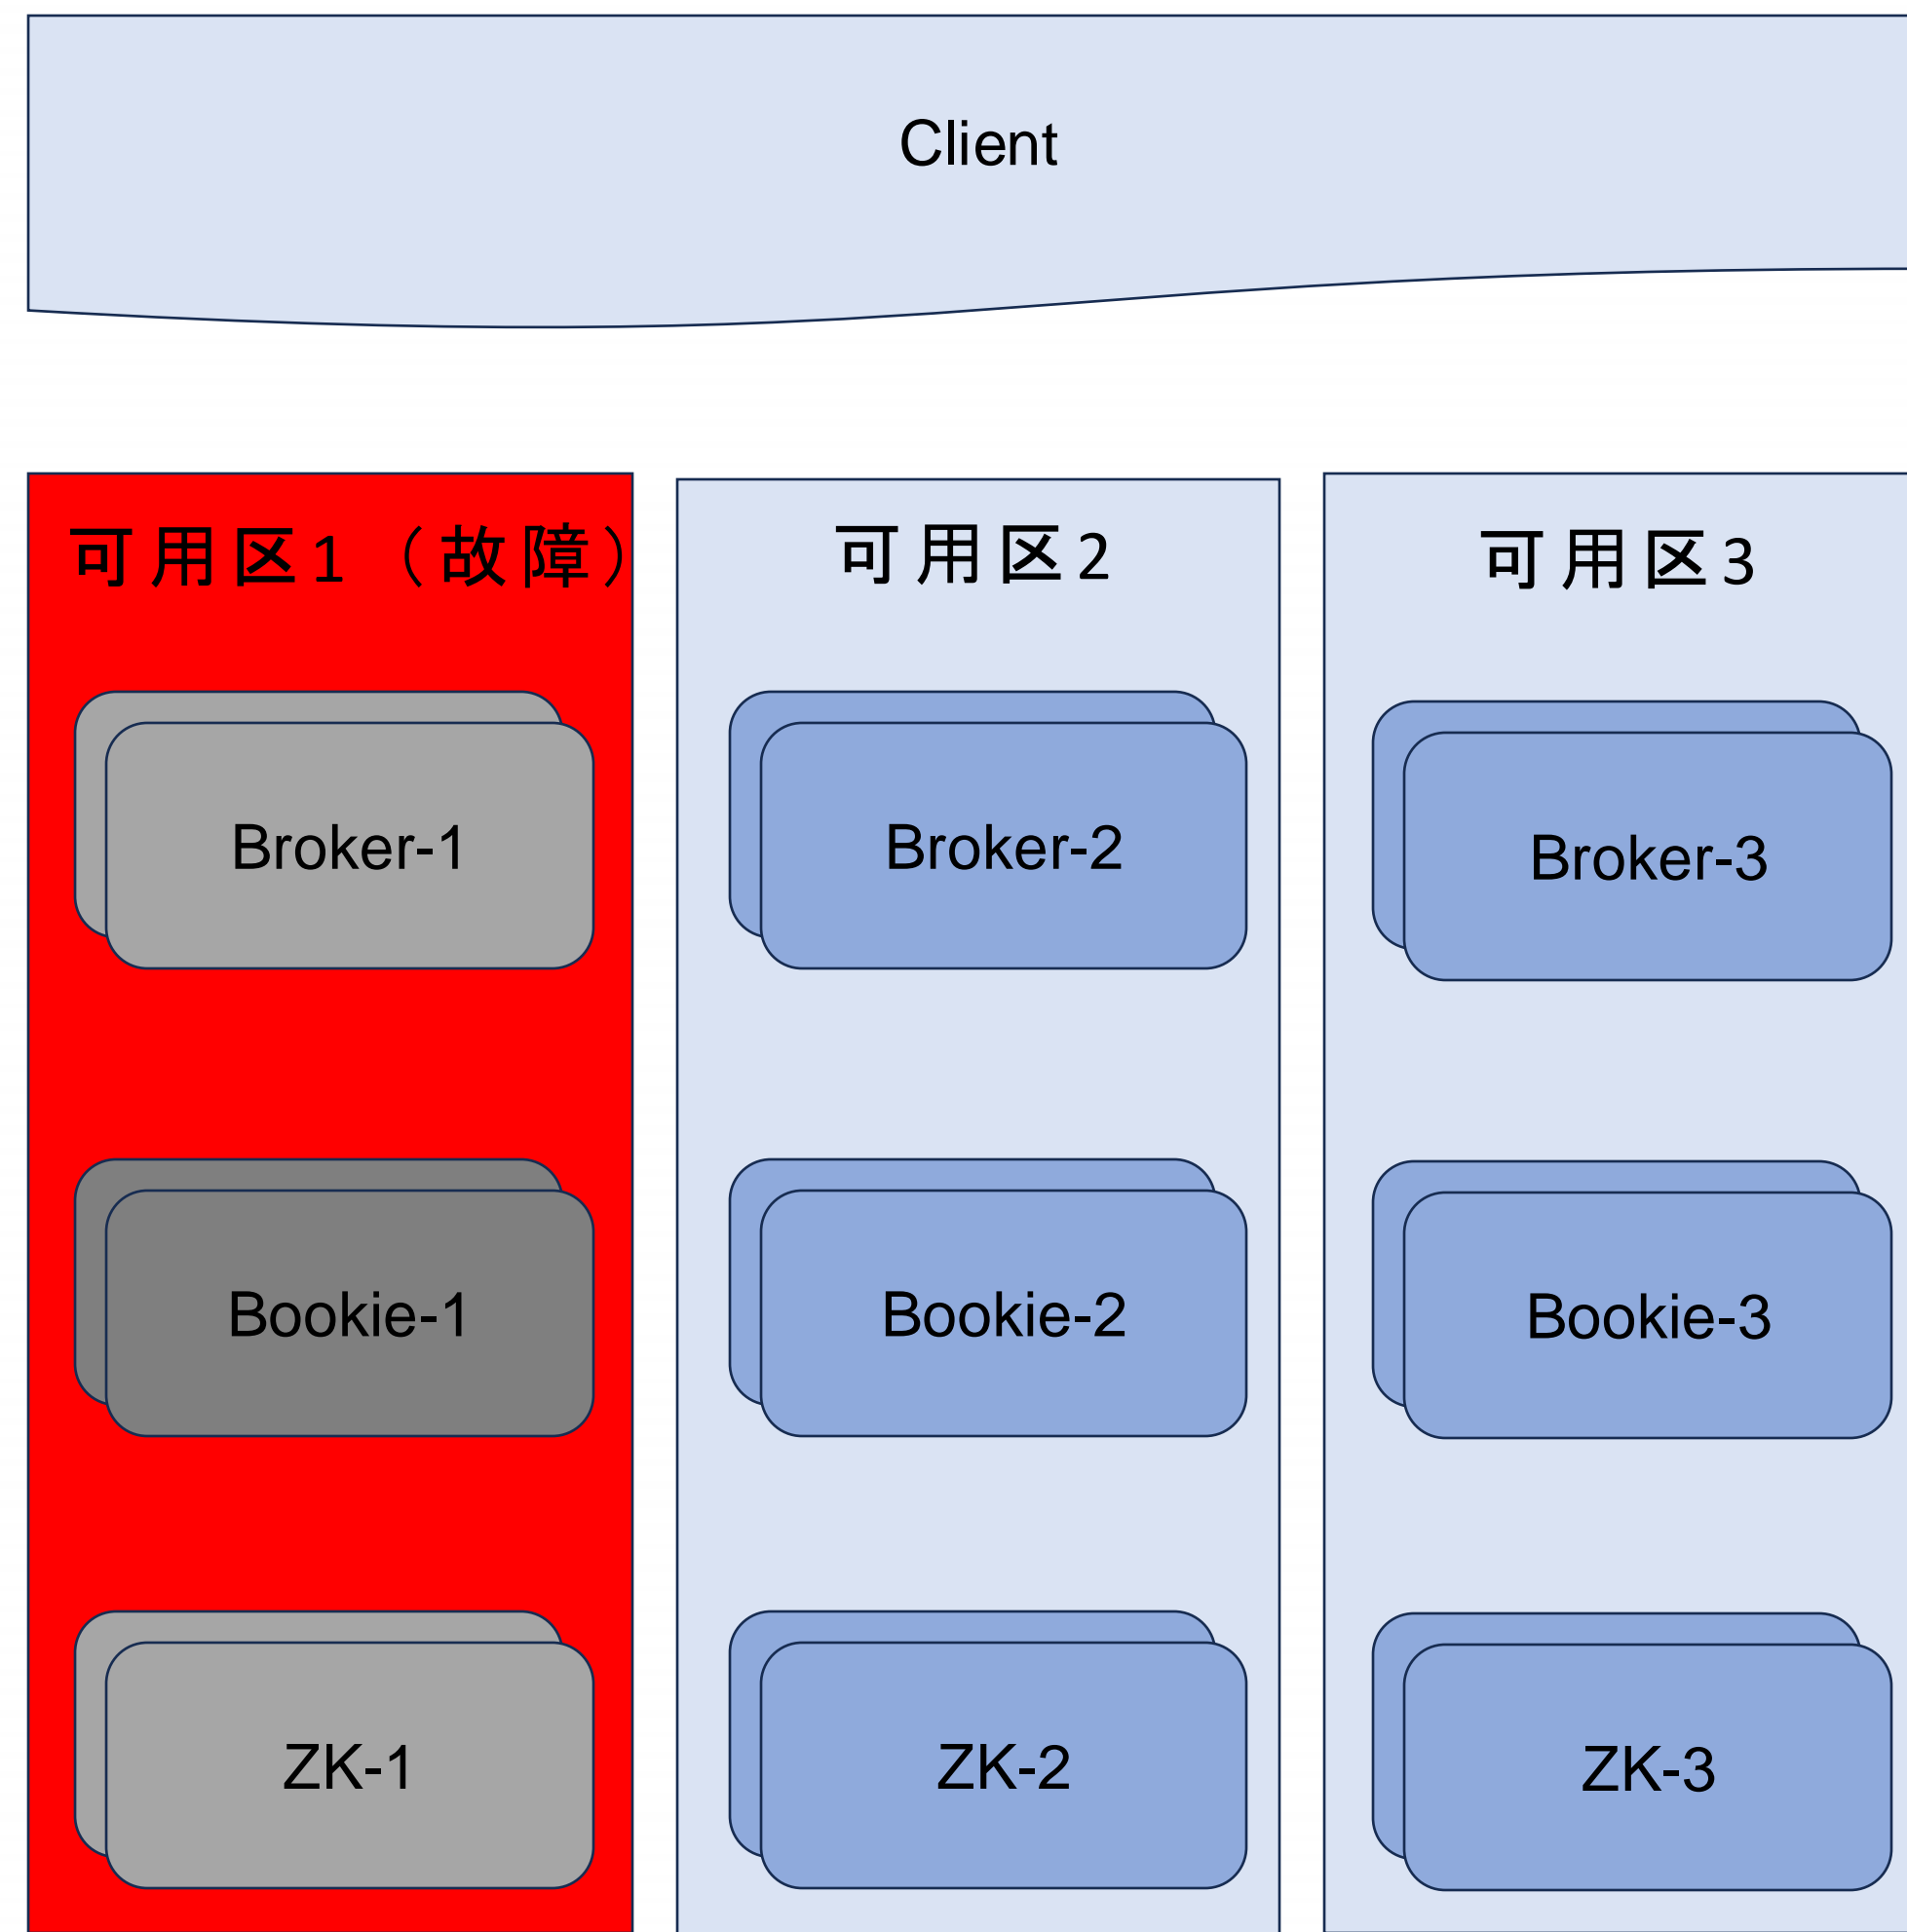 Client
可用区1（故障）
可用区2
可用区3
Broker-1
Broker-2
Broker-3
Bookie-1
Bookie-2
Bookie-3
ZK-1
ZK-2
ZK-3